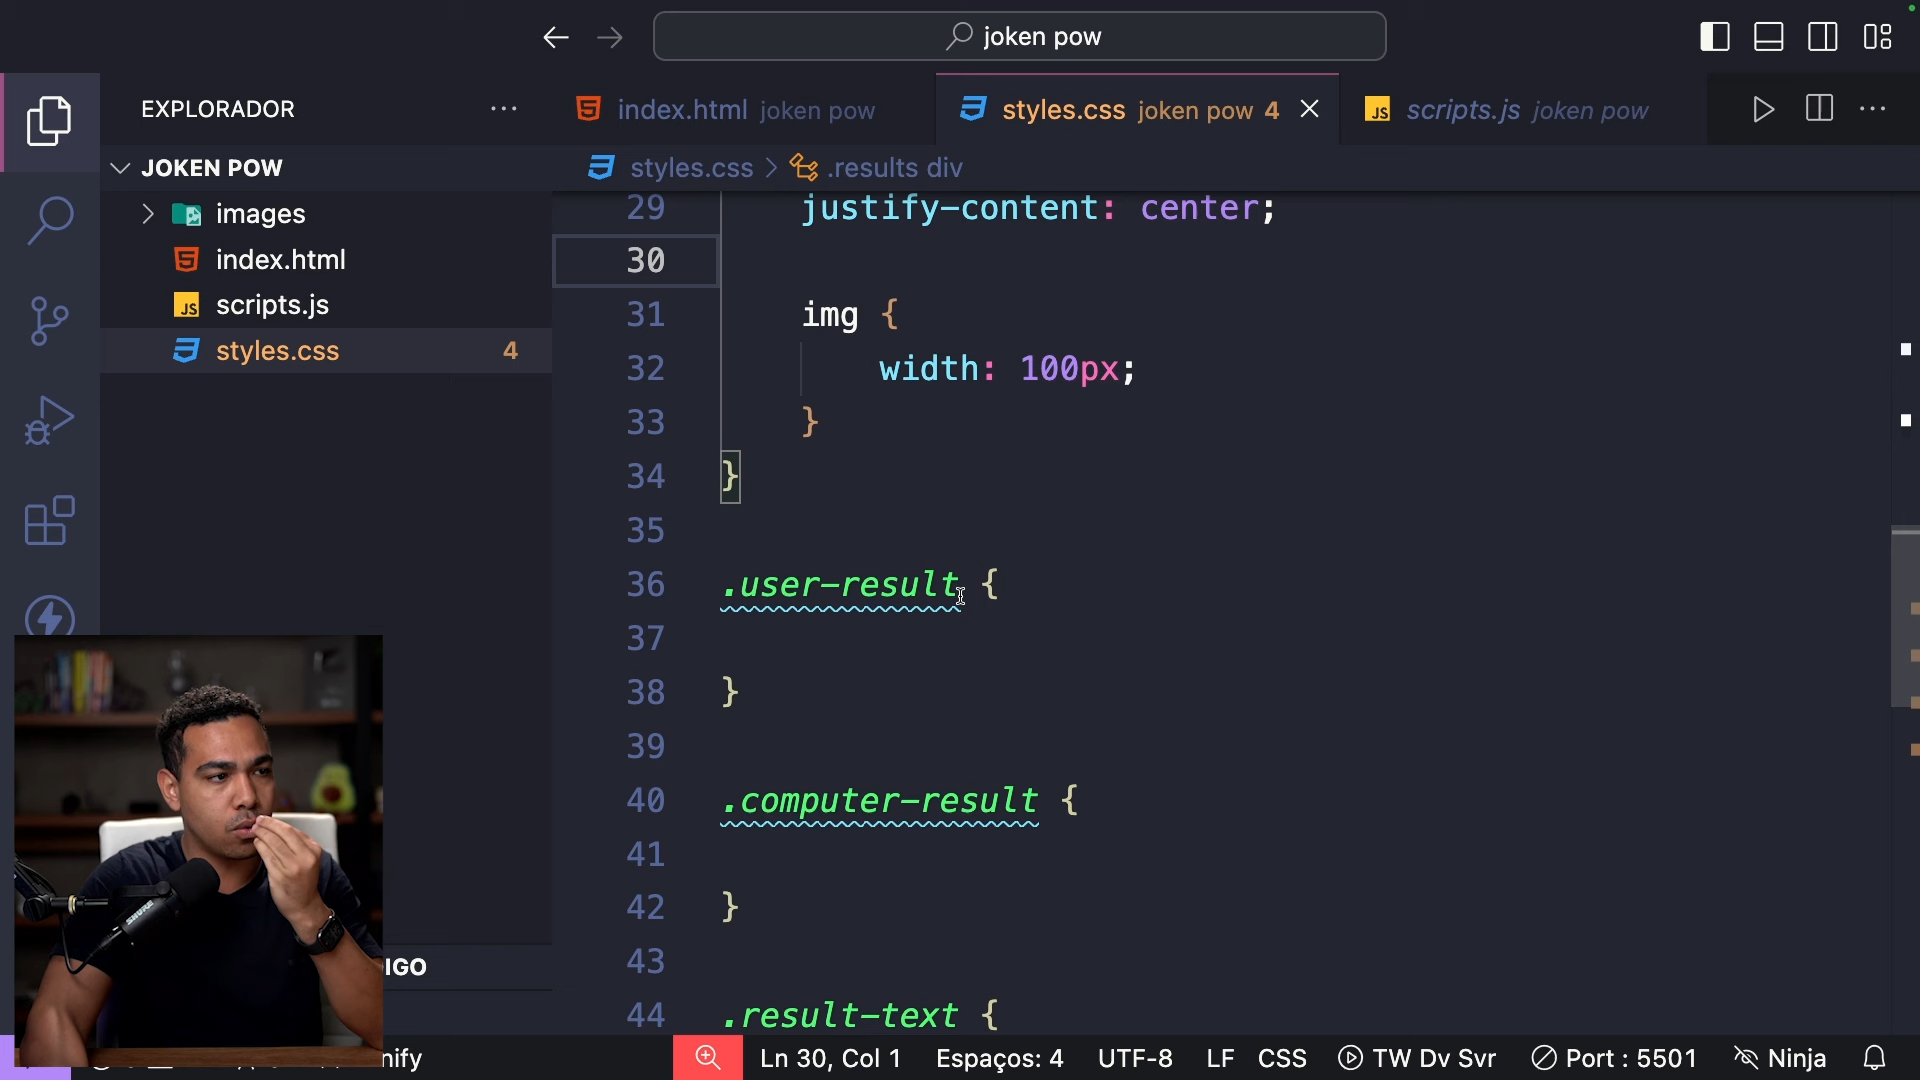 joken pow
EXPLORADOR
index.html joken pow
styles.css joken pow 4
JS scripts.js joken pow
JOKEN POW
styles.css > .results div
images
index.html
JS scripts.js
styles.css 4
29 justify-content: center;
30
31 img {
32 width: 100px;
33 }
34 }
35
36 .user-result {
37
38 }
39
40 .computer-result {
41
42 }
43
44 .result-text {
SHURE
IGO
nify
Ln 30, Col 1
Espaços: 4
UTF-8
LF
CSS
TW Dv Svr
Port : 5501
Ninja